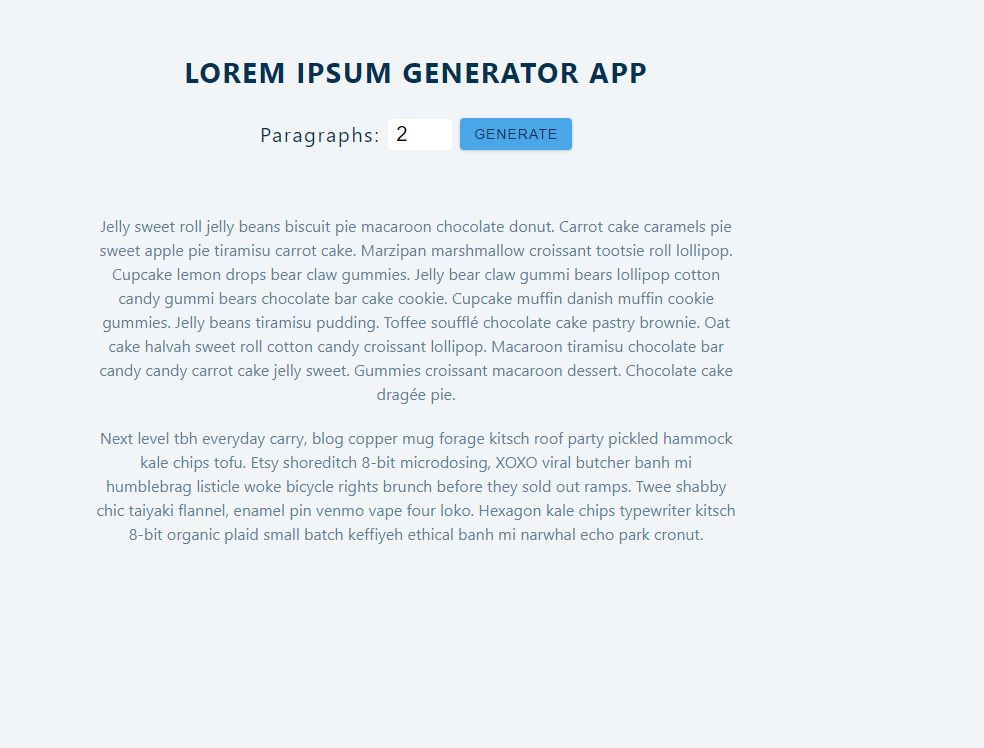 LOREM IPSUM GENERATOR APP
Paragraphs: 2 GENERATE
Jelly sweet roll jelly beans biscuit pie macaroon chocolate donut. Carrot cake caramels pie
sweet apple pie tiramisu carrot cake. Marzipan marshmallow croissant tootsie roll lollipop.
Cupcake lemon drops bear claw gummies. Jelly bear claw gummi bears lollipop cotton
candy gummi bears chocolate bar cake cookie. Cupcake muffin danish muffin cookie
gummies. Jelly beans tiramisu pudding. Toffee soufflé chocolate cake pastry brownie. Oat
cake halvah sweet roll cotton candy croissant lollipop. Macaroon tiramisu chocolate bar
candy candy carrot cake jelly sweet. Gummies croissant macaroon dessert. Chocolate cake
dragée pie.
Next level tbh everyday carry, blog copper mug forage kitsch roof party pickled hammock
kale chips tofu. Etsy shoreditch 8-bit microdosing, XOXO viral butcher banh mi
humblebrag listicle woke bicycle rights brunch before they sold out ramps. Twee shabby
chic taiyaki flannel, enamel pin venmo vape four loko. Hexagon kale chips typewriter kitsch
8-bit organic plaid small batch keffiyeh ethical banh mi narwhal echo park cronut.